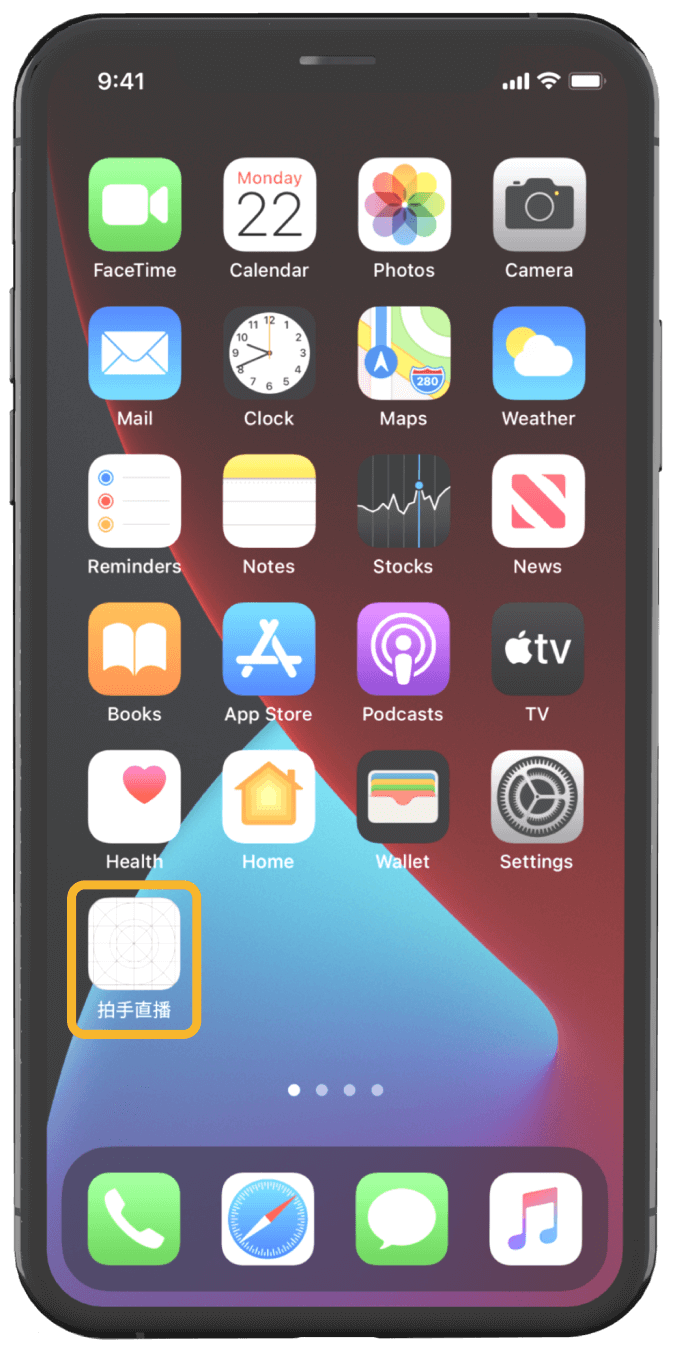 9:41
Monday
22
FaceTime
Calendar
Photos
Camera
12
11
1
10
2
9
3
8
4
7
5
6
280
Mail
Clock
Maps
Weather
Reminders
Notes
Stocks
News
tv
Books
App Store
Podcasts
TV
Health
Home
Wallet
Settings
拍手直播